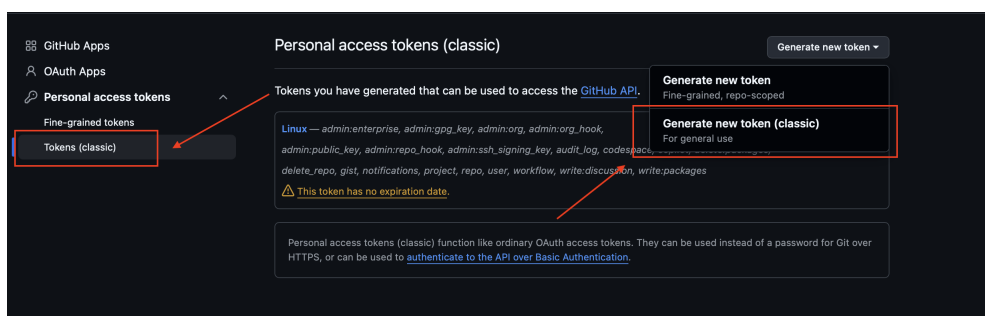 GitHub Apps
OAuth Apps
Personal access tokens
Fine-grained tokens
Tokens (classic)
Personal access tokens (classic)
Generate new token
Tokens you have generated that can be used to access the GitHub API.
Generate new token
Fine-grained, repo-scoped
Generate new token (classic)
For general use
Linux — admin:enterprise, admin:gpg_key, admin:org, admin:org_hook,
admin:public_key, admin:repo_hook, admin:ssh_signing_key, audit_log, codespace,
delete_repo, gist, notifications, project, repo, user, workflow, write:discussion, write:packages
This token has no expiration date.
Personal access tokens (classic) function like ordinary OAuth access tokens. They can be used instead of a password for Git over
HTTPS, or can be used to authenticate to the API over Basic Authentication.